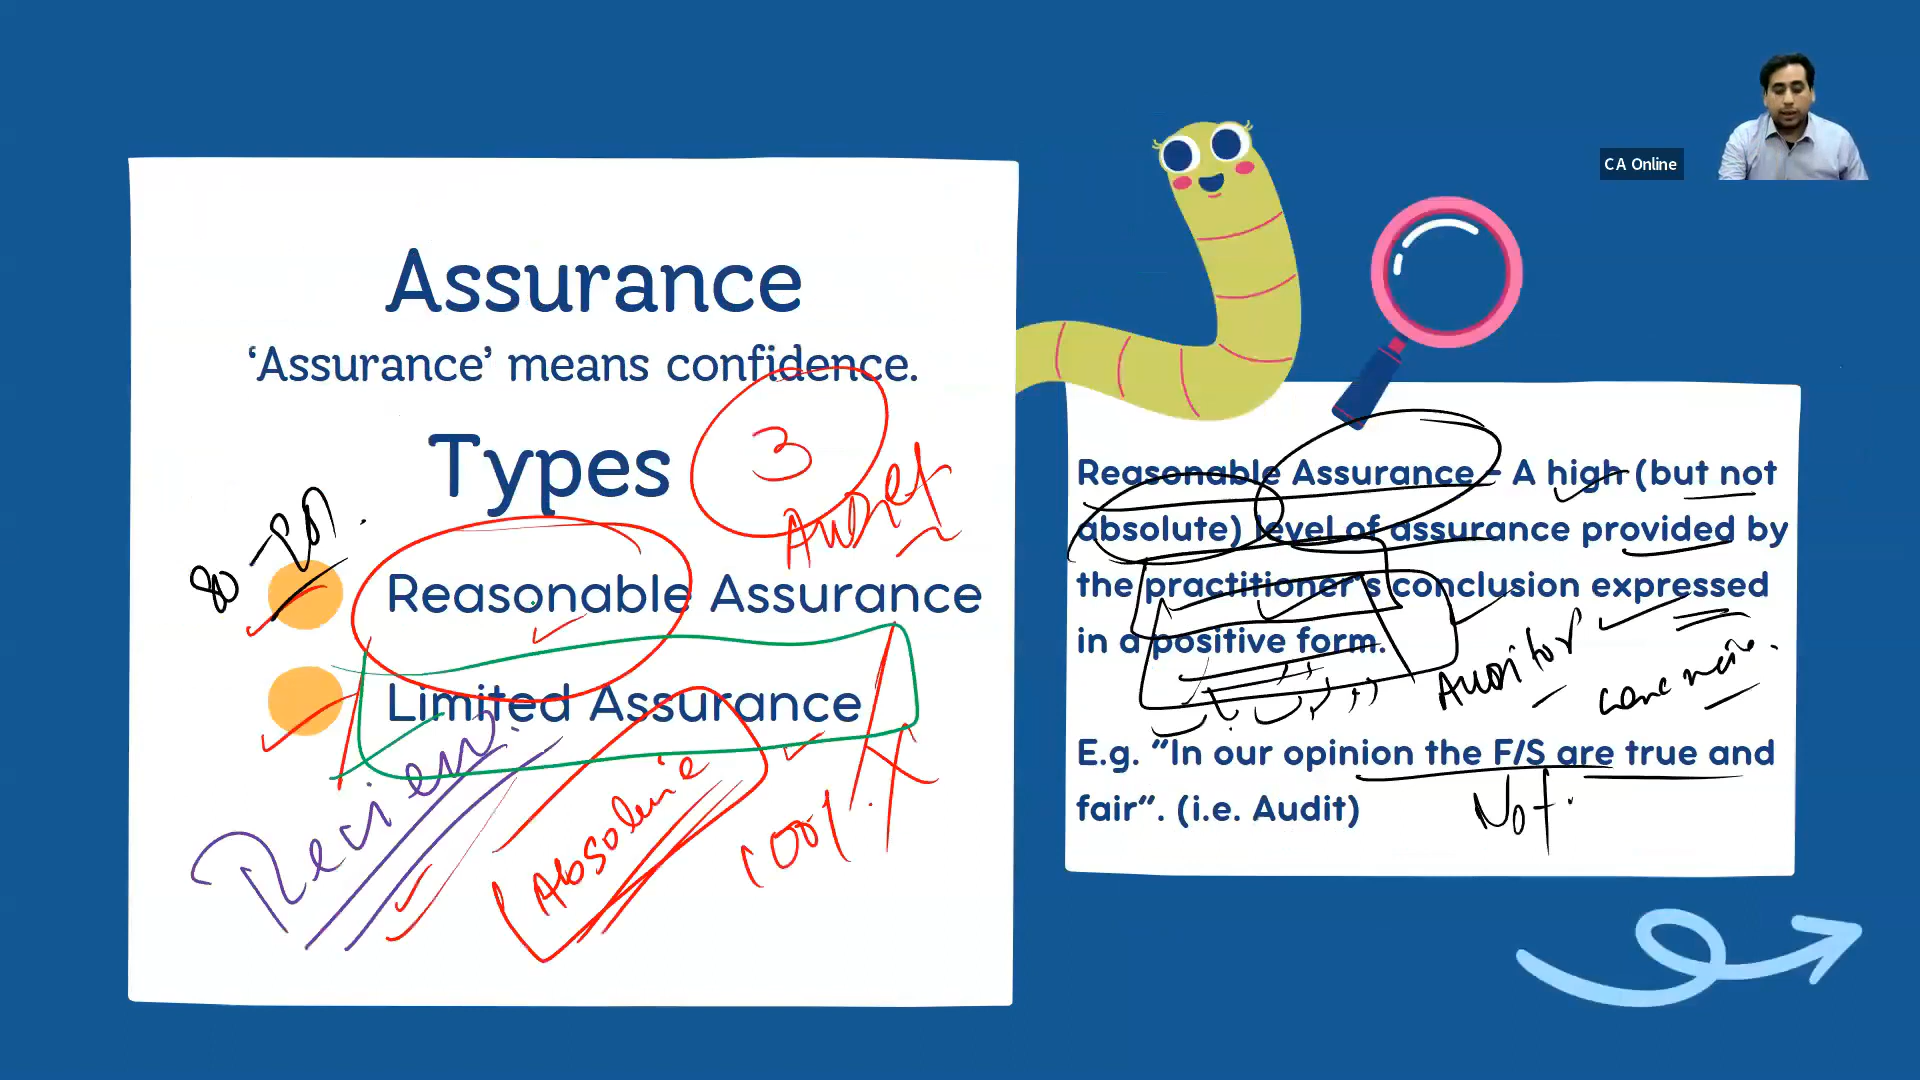 CA Online
Assurance
‘Assurance’ means confidence.
Types
3
Audit
Reasonable Assurance
Limited Assurance
Review.
Absolute
100%
Reasonable Assurance - A high (but not
absolute) level of assurance provided by
the practitioner's conclusion expressed
in a positive form.
Auditor
E.g. “In our opinion the F/S are true and
fair”. (i.e. Audit)
Not